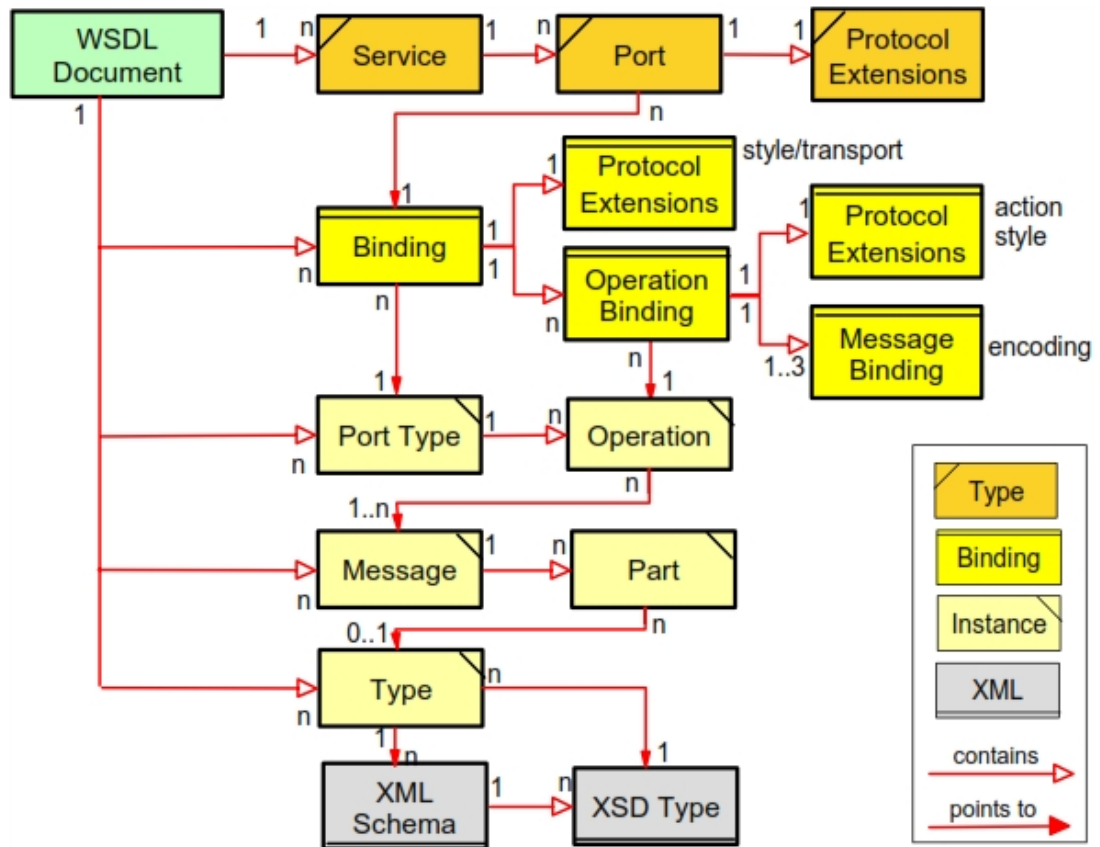 WSDL
Document
1
n
Service
1
n
Port
1
1
Protocol
Extensions
1
n
style/transport
1
Protocol
Extensions
1
Binding
n
1
1
n
Operation
Binding
n
1
1
1
Protocol
Extensions
action
style
1..3
Message
Binding
encoding
n
1
Port Type
n
1
n
1
Operation
n
1..n
Message
n
1
n
Part
n
0..1
Type
n
n
1
n
XML
Schema
1
n
1
XSD Type
Type
Binding
Instance
XML
contains
points to